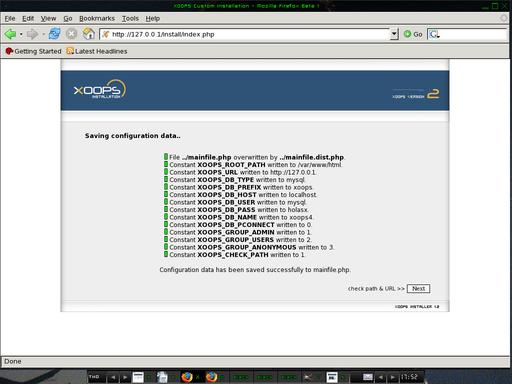 XOOPS Custom Installation - Mozilla Firefox Beta 1
File Edit View Go Bookmarks Tools Help
http://127.0.0.1/install/index.php Go
Getting Started Latest Headlines
XOOPS
INSTALLATION
XOOPS VERSION 2
Saving configuration data..
File ../mainfile.php overwritten by ../mainfile.dist.php.
Constant XOOPS_ROOT_PATH written to /var/www/html.
Constant XOOPS_URL written to http://127.0.0.1.
Constant XOOPS_DB_TYPE written to mysql.
Constant XOOPS_DB_PREFIX written to xoops.
Constant XOOPS_DB_HOST written to localhost.
Constant XOOPS_DB_USER written to mysql.
Constant XOOPS_DB_PASS written to holasx.
Constant XOOPS_DB_NAME written to xoops4.
Constant XOOPS_DB_PCONNECT written to 0.
Constant XOOPS_GROUP_ADMIN written to 1.
Constant XOOPS_GROUP_USERS written to 2.
Constant XOOPS_GROUP_ANONYMOUS written to 3.
Constant XOOPS_CHECK_PATH written to 1.
Configuration data has been saved successfully to mainfile.php.
check path & URL >> Next
XOOPS INSTALLER 1.2
Done
TWO 17:52